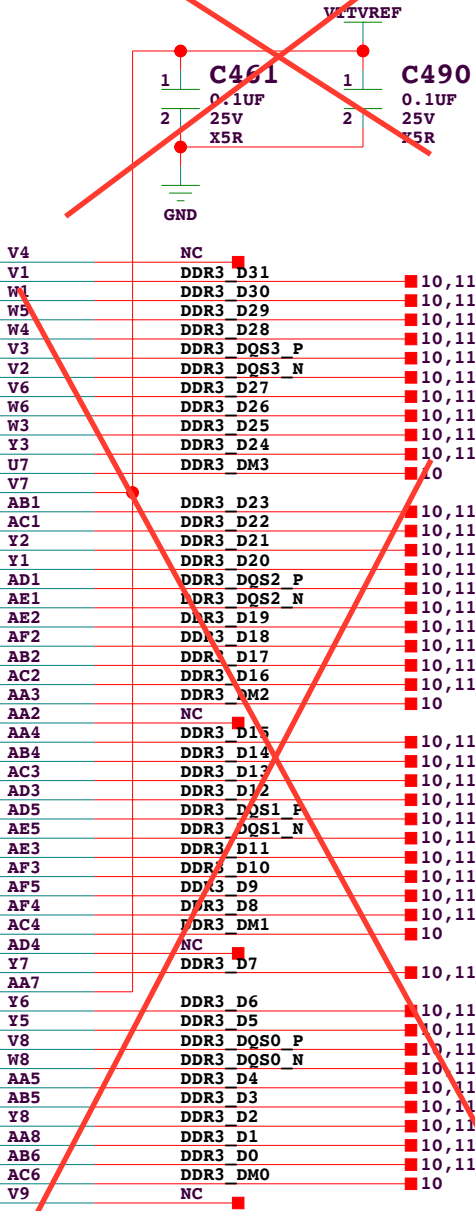 VTTVREF
C461 C490
1 0.1UF 1 0.1UF
2 25V 2 25V
X5R X5R
GND
V4 NC
V1 DDR3_D31 10,11
W1 DDR3_D30 10,11
W5 DDR3_D29 10,11
W4 DDR3_D28 10,11
V3 DDR3_DQS3_P 10,11
V2 DDR3_DQS3_N 10,11
V6 DDR3_D27 10,11
W6 DDR3_D26 10,11
W3 DDR3_D25 10,11
Y3 DDR3_D24 10,11
U7 DDR3_DM3 10
V7
AB1 DDR3_D23 10,11
AC1 DDR3_D22 10,11
Y2 DDR3_D21 10,11
Y1 DDR3_D20 10,11
AD1 DDR3_DQS2_P 10,11
AE1 DDR3_DQS2_N 10,11
AE2 DDR3_D19 10,11
AF2 DDR3_D18 10,11
AB2 DDR3_D17 10,11
AC2 DDR3_D16 10,11
AA3 DDR3_DM2 10
AA2 NC
AA4 DDR3_D15 10,11
AB4 DDR3_D14 10,11
AC3 DDR3_D13 10,11
AD3 DDR3_D12 10,11
AD5 DDR3_DQS1_P 10,11
AE5 DDR3_DQS1_N 10,11
AE3 DDR3_D11 10,11
AF3 DDR3_D10 10,11
AF5 DDR3_D9 10,11
AF4 DDR3_D8 10,11
AC4 DDR3_DM1 10
AD4 NC
Y7 DDR3_D7 10,11
AA7
Y6 DDR3_D6 10,11
Y5 DDR3_D5 10,11
V8 DDR3_DQS0_P 10,11
W8 DDR3_DQS0_N 10,11
AA5 DDR3_D4 10,11
AB5 DDR3_D3 10,11
Y8 DDR3_D2 10,11
AA8 DDR3_D1 10,11
AB6 DDR3_D0 10,11
AC6 DDR3_DM0 10
V9 NC